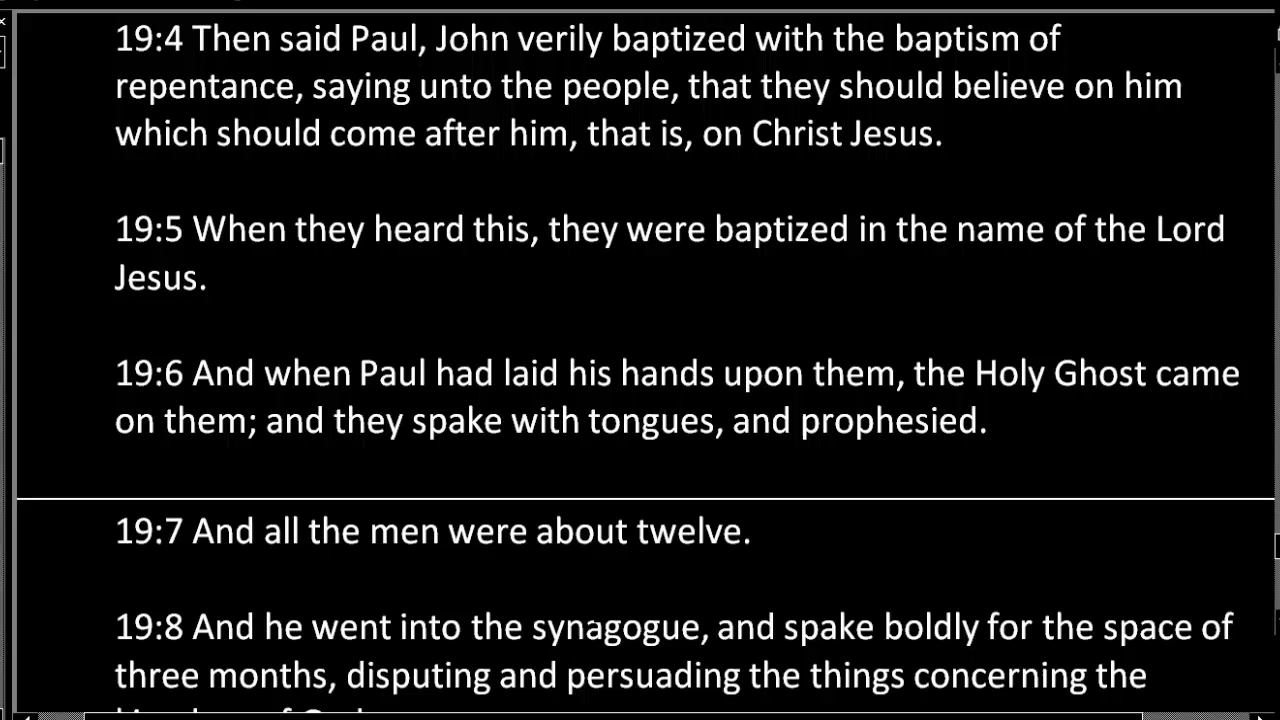 19:4 Then said Paul, John verily baptized with the baptism of
repentance, saying unto the people, that they should believe on him
which should come after him, that is, on Christ Jesus.
19:5 When they heard this, they were baptized in the name of the Lord
Jesus.
19:6 And when Paul had laid his hands upon them, the Holy Ghost came
on them; and they spake with tongues, and prophesied.
19:7 And all the men were about twelve.
19:8 And he went into the synagogue, and spake boldly for the space of
three months, disputing and persuading the things concerning the